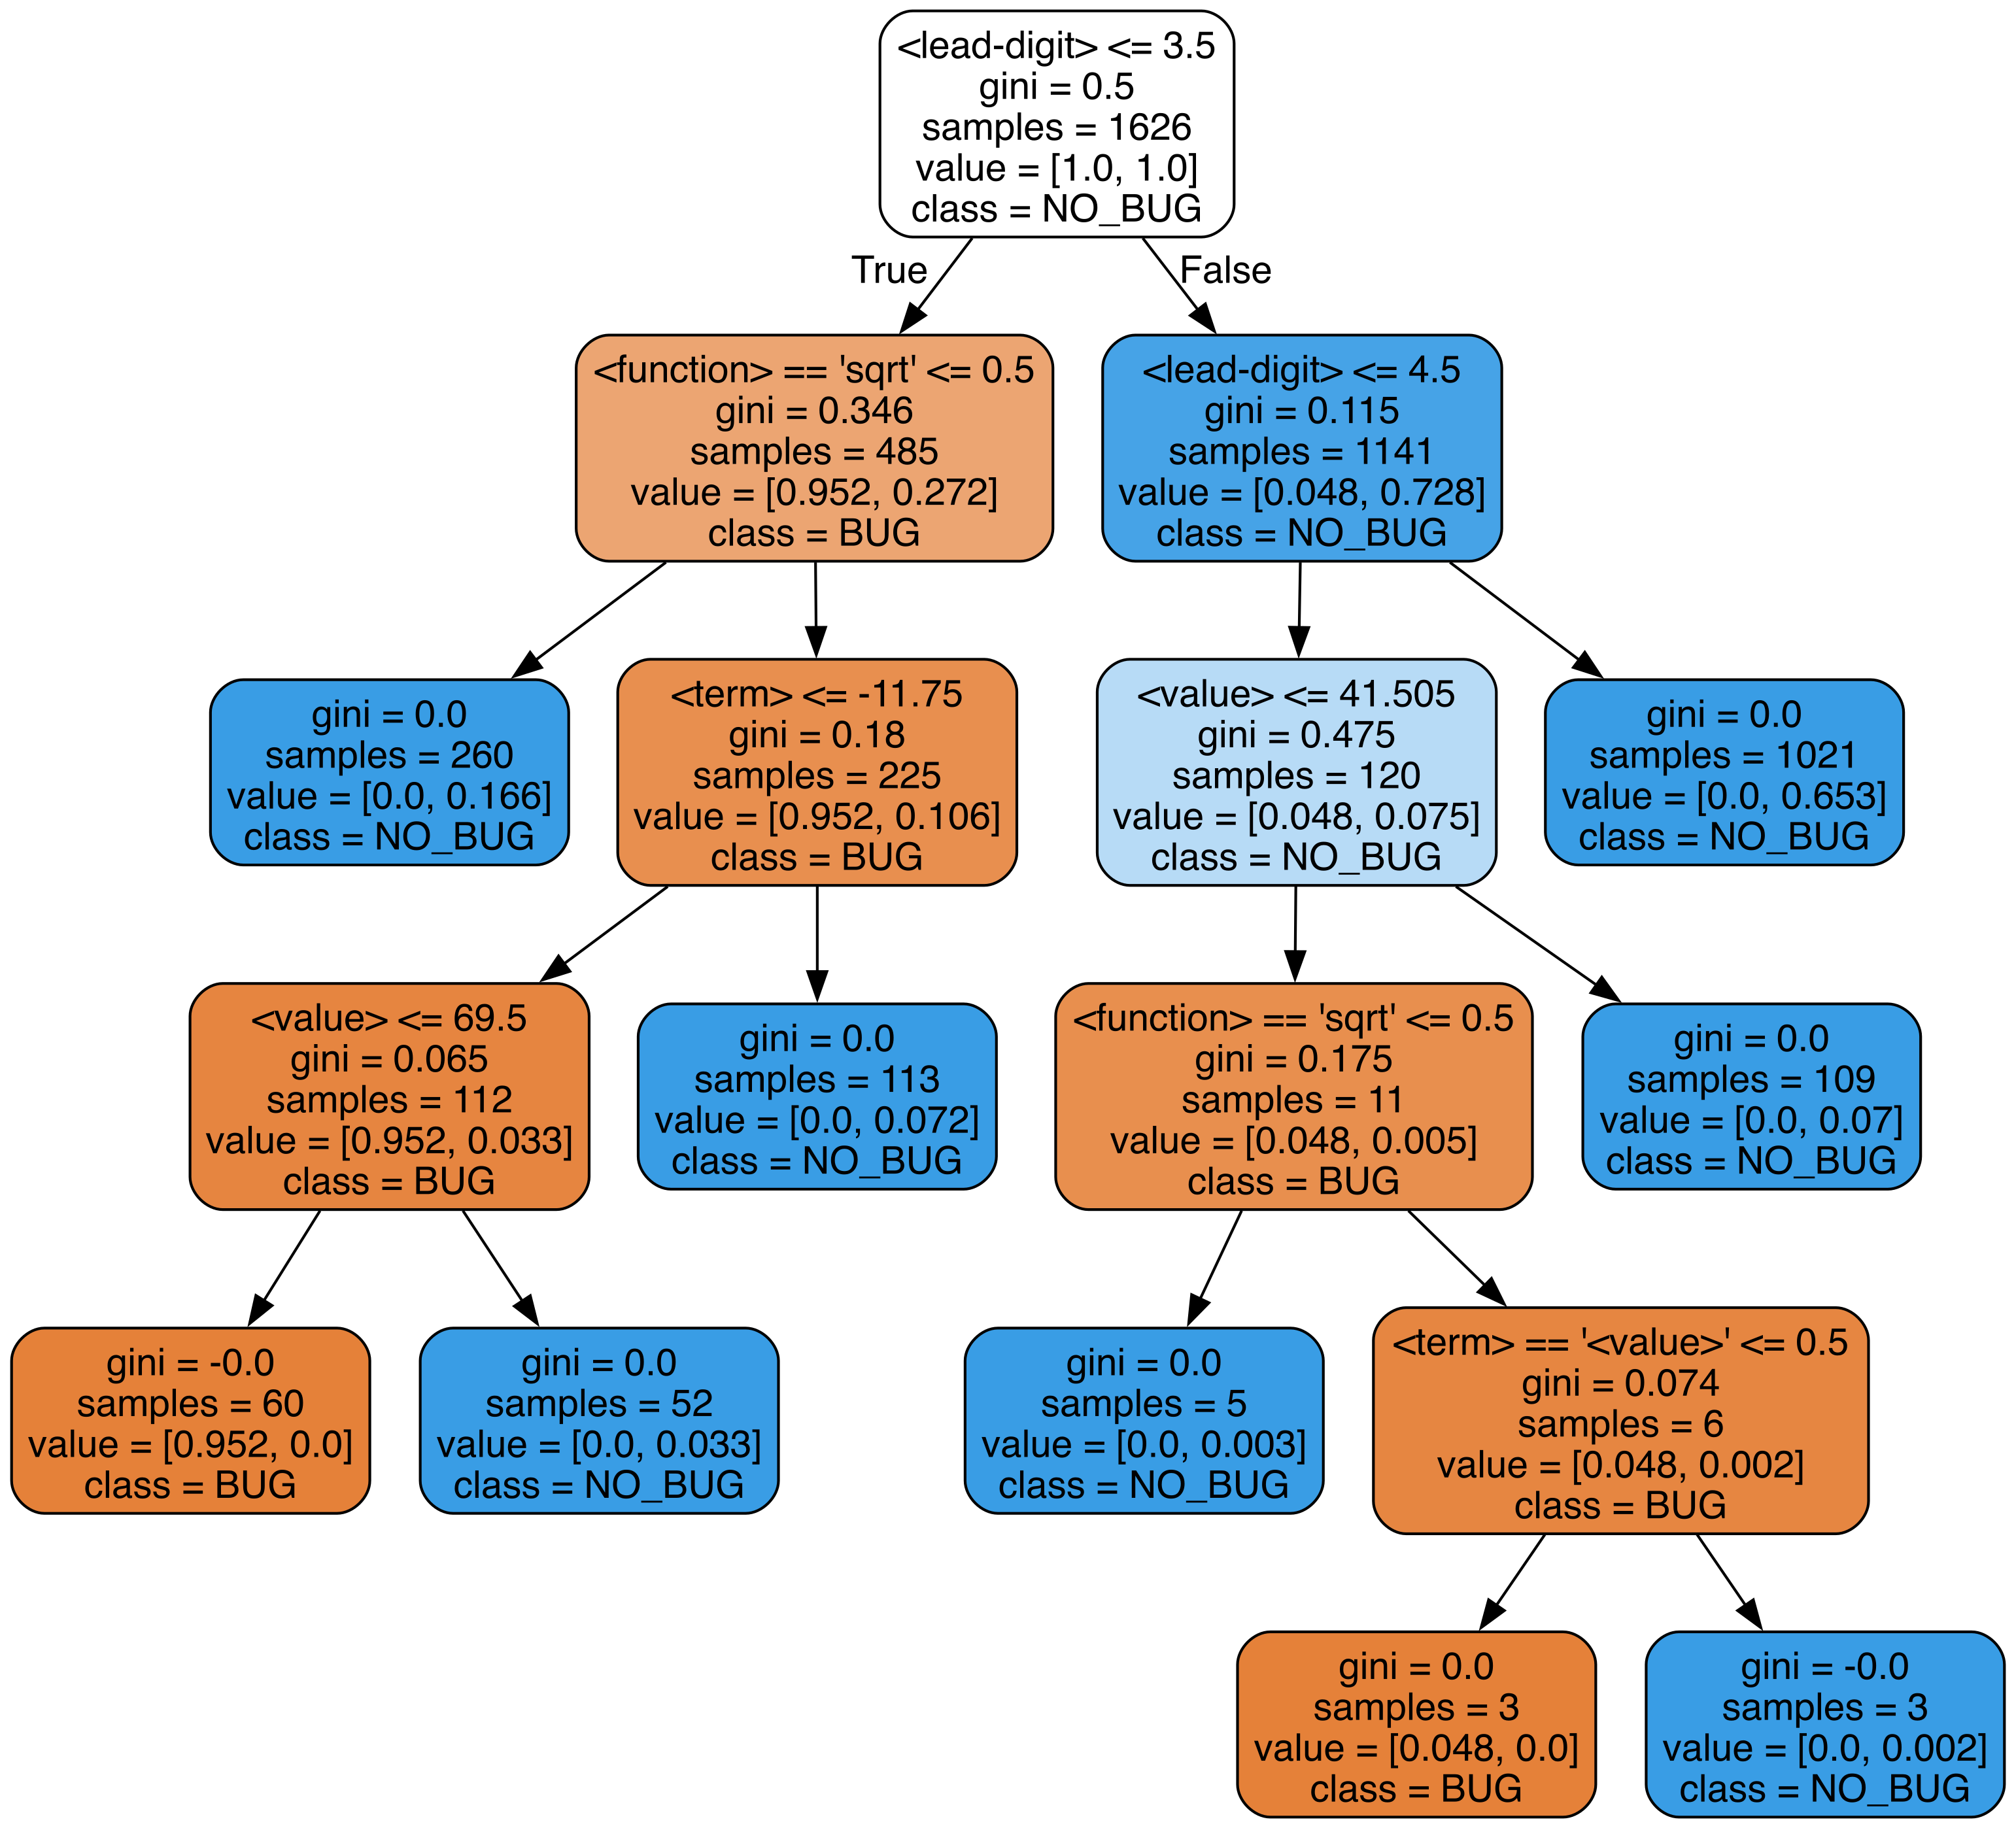 <lead-digit> <= 3.5
gini = 0.5
samples = 1626
value = [1.0, 1.0]
class = NO_BUG
True
False
<function> == 'sqrt' <= 0.5
gini = 0.346
samples = 485
value = [0.952, 0.272]
class = BUG
<lead-digit> <= 4.5
gini = 0.115
samples = 1141
value = [0.048, 0.728]
class = NO_BUG
gini = 0.0
samples = 260
value = [0.0, 0.166]
class = NO_BUG
<term> <= -11.75
gini = 0.18
samples = 225
value = [0.952, 0.106]
class = BUG
<value> <= 41.505
gini = 0.475
samples = 120
value = [0.048, 0.075]
class = NO_BUG
gini = 0.0
samples = 1021
value = [0.0, 0.653]
class = NO_BUG
<value> <= 69.5
gini = 0.065
samples = 112
value = [0.952, 0.033]
class = BUG
gini = 0.0
samples = 113
value = [0.0, 0.072]
class = NO_BUG
<function> == 'sqrt' <= 0.5
gini = 0.175
samples = 11
value = [0.048, 0.005]
class = BUG
gini = 0.0
samples = 109
value = [0.0, 0.07]
class = NO_BUG
gini = -0.0
samples = 60
value = [0.952, 0.0]
class = BUG
gini = 0.0
samples = 52
value = [0.0, 0.033]
class = NO_BUG
gini = 0.0
samples = 5
value = [0.0, 0.003]
class = NO_BUG
<term> == '<value>' <= 0.5
gini = 0.074
samples = 6
value = [0.048, 0.002]
class = BUG
gini = 0.0
samples = 3
value = [0.048, 0.0]
class = BUG
gini = -0.0
samples = 3
value = [0.0, 0.002]
class = NO_BUG